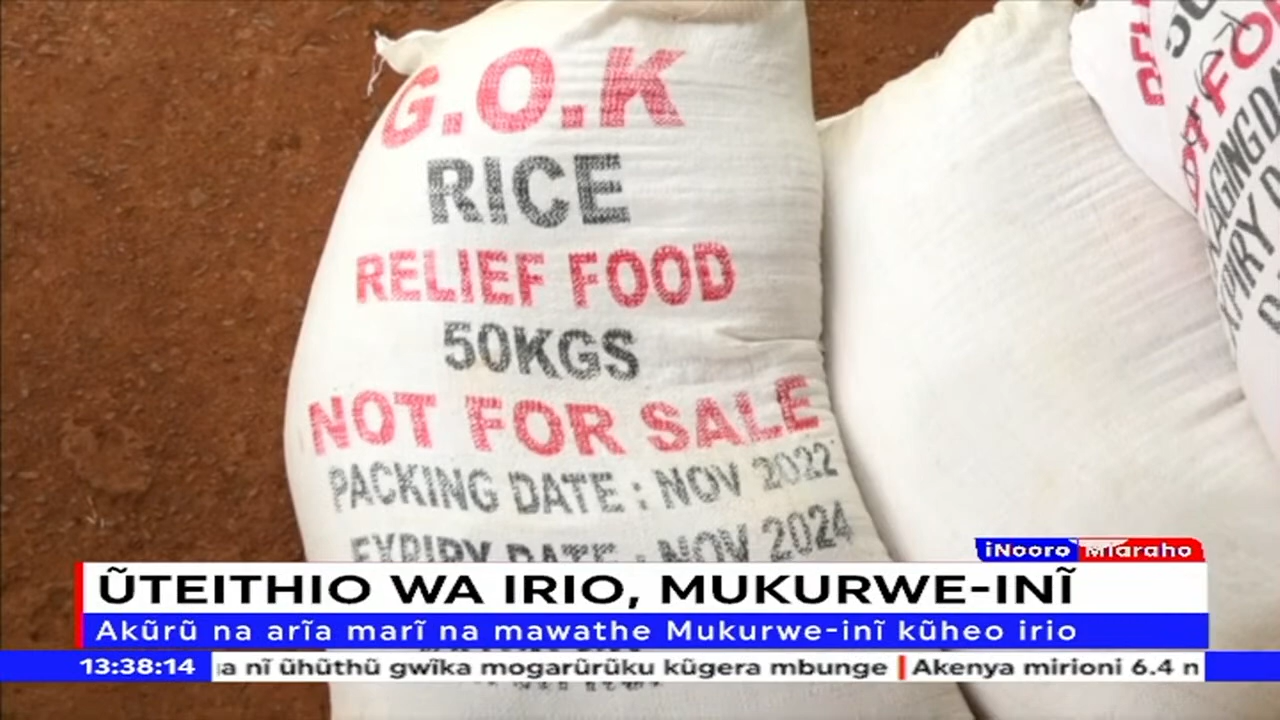 G.O.K
RICE
RELIEF FOOD
50KGS
NOT FOR SALE
PACKING DATE : NOV 2022
EXPIRY DATE : NOV 2024
iNooro Mĩaraho
ŨTEITHIO WA IRIO, MUKURWE-INĨ
Akũrũ na arĩa marĩ na mawathe Mukurwe-inĩ kũheo irio
13:38:14
nĩ ũhũthũ gwĩka mogarũrũku kũgera mbunge | Akenya mirioni 6.4 n